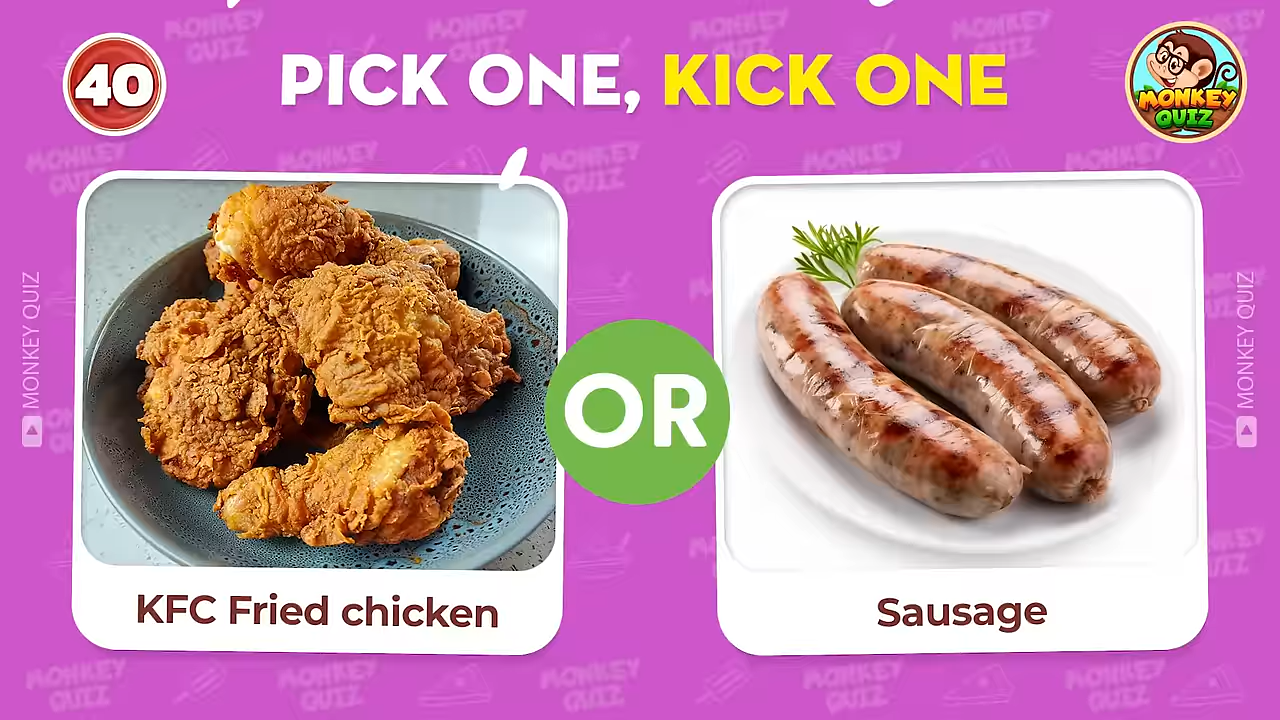 40
PICK ONE, KICK ONE
MONKEY
QUIZ
MONKEY QUIZ
OR
MONKEY QUIZ
KFC Fried chicken
Sausage